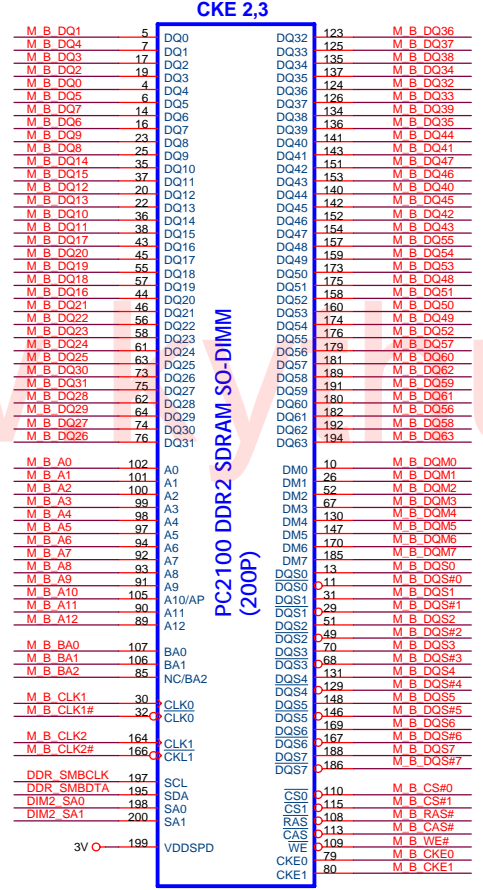 CKE 2,3
M_B_DQ1 5 DQ0 DQ32 123 M_B_DQ36
M_B_DQ4 7 DQ1 DQ33 125 M_B_DQ37
M_B_DQ3 17 DQ2 DQ34 135 M_B_DQ38
M_B_DQ2 19 DQ3 DQ35 137 M_B_DQ34
M_B_DQ0 4 DQ4 DQ36 124 M_B_DQ32
M_B_DQ5 6 DQ5 DQ37 126 M_B_DQ33
M_B_DQ7 14 DQ6 DQ38 134 M_B_DQ39
M_B_DQ6 16 DQ7 DQ39 136 M_B_DQ35
M_B_DQ9 23 DQ8 DQ40 141 M_B_DQ44
M_B_DQ8 25 DQ9 DQ41 143 M_B_DQ41
M_B_DQ14 35 DQ10 DQ42 151 M_B_DQ47
M_B_DQ15 37 DQ11 DQ43 153 M_B_DQ46
M_B_DQ12 20 DQ12 DQ44 140 M_B_DQ40
M_B_DQ13 22 DQ13 DQ45 142 M_B_DQ45
M_B_DQ10 36 DQ14 DQ46 152 M_B_DQ42
M_B_DQ11 38 DQ15 DQ47 154 M_B_DQ43
M_B_DQ17 43 DQ16 DQ48 157 M_B_DQ55
M_B_DQ20 45 DQ17 DQ49 159 M_B_DQ54
M_B_DQ19 55 DQ18 DQ50 173 M_B_DQ53
M_B_DQ18 57 DQ19 DQ51 175 M_B_DQ48
M_B_DQ16 44 DQ20 DQ52 158 M_B_DQ51
M_B_DQ21 46 DQ21 DQ53 160 M_B_DQ50
M_B_DQ22 56 DQ22 DQ54 174 M_B_DQ49
M_B_DQ23 58 DQ23 DQ55 176 M_B_DQ52
M_B_DQ24 61 DQ24 DQ56 179 M_B_DQ57
M_B_DQ25 63 DQ25 DQ57 181 M_B_DQ60
M_B_DQ30 73 DQ26 DQ58 189 M_B_DQ62
M_B_DQ31 75 DQ27 DQ59 191 M_B_DQ59
M_B_DQ28 62 DQ28 DQ60 180 M_B_DQ61
M_B_DQ29 64 DQ29 DQ61 182 M_B_DQ56
M_B_DQ27 74 DQ30 DQ62 192 M_B_DQ58
M_B_DQ26 76 DQ31 DQ63 194 M_B_DQ63
PC2100 DDR2 SDRAM SO-DIMM
(200P)
M_B_A0 102 A0 DM0 10 M_B_DQM0
M_B_A1 101 A1 DM1 26 M_B_DQM1
M_B_A2 100 A2 DM2 52 M_B_DQM2
M_B_A3 99 A3 DM3 67 M_B_DQM3
M_B_A4 98 A4 DM4 130 M_B_DQM4
M_B_A5 97 A5 DM5 147 M_B_DQM5
M_B_A6 94 A6 DM6 170 M_B_DQM6
M_B_A7 92 A7 DM7 185 M_B_DQM7
M_B_A8 93 A8 DQS0 13 M_B_DQS0
M_B_A9 91 A9 DQS0 11 M_B_DQS#0
M_B_A10 105 A10/AP DQS1 31 M_B_DQS1
M_B_A11 90 A11 DQS1 29 M_B_DQS#1
M_B_A12 89 A12 DQS2 51 M_B_DQS2
DQS2 49 M_B_DQS#2
M_B_BA0 107 BA0 DQS3 70 M_B_DQS3
M_B_BA1 106 BA1 DQS3 68 M_B_DQS#3
M_B_BA2 85 NC/BA2 DQS4 131 M_B_DQS4
DQS4 129 M_B_DQS#4
M_B_CLK1 30 CLK0 DQS5 148 M_B_DQS5
M_B_CLK1# 32 CLK0 DQS5 146 M_B_DQS#5
DQS6 169 M_B_DQS6
M_B_CLK2 164 CLK1 DQS6 167 M_B_DQS#6
M_B_CLK2# 166 CKL1 DQS7 188 M_B_DQS7
DQS7 186 M_B_DQS#7
DDR_SMBCLK 197 SCL
DDR_SMBDTA 195 SDA CS0 110 M_B_CS#0
DIM2_SA0 198 SA0 CS1 115 M_B_CS#1
DIM2_SA1 200 SA1 RAS 108 M_B_RAS#
CAS 113 M_B_CAS#
3V 199 VDDSPD WE 109 M_B_WE#
CKE0 79 M_B_CKE0
CKE1 80 M_B_CKE1